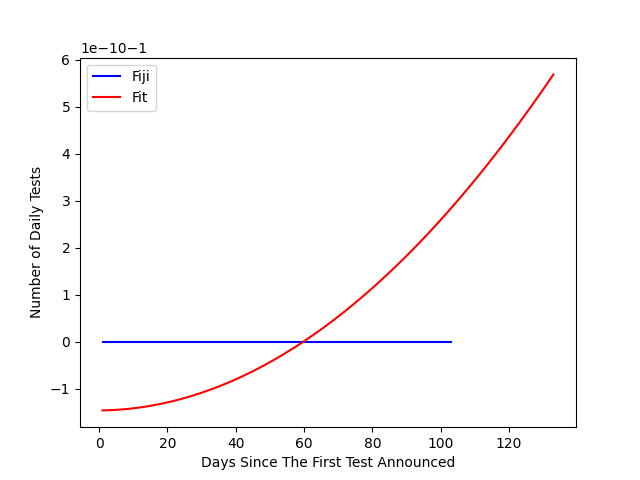 1e−10−1
Fiji
Fit
6
5
4
3
2
1
0
−1
Number of Daily Tests
0 20 40 60 80 100 120
Days Since The First Test Announced